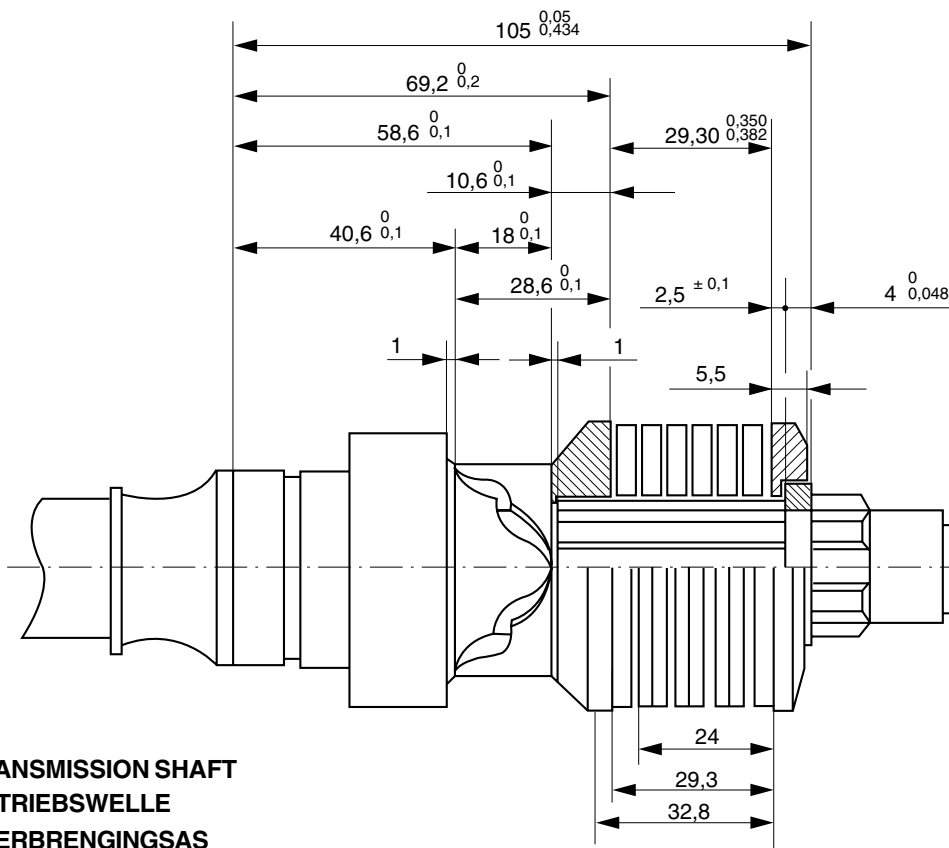 105 0,05 0,434
69,2 0 0,2
58,6 0 0,1
29,30 0,350 0,382
10,6 0 0,1
40,6 0 0,1
18 0 0,1
28,6 0 0,1
2,5 ± 0,1
4 0 0,048
1
1
5,5
24
29,3
32,8
ANSMISSION SHAFT
TRIEBSWELLE
ERBRENGINGSAS